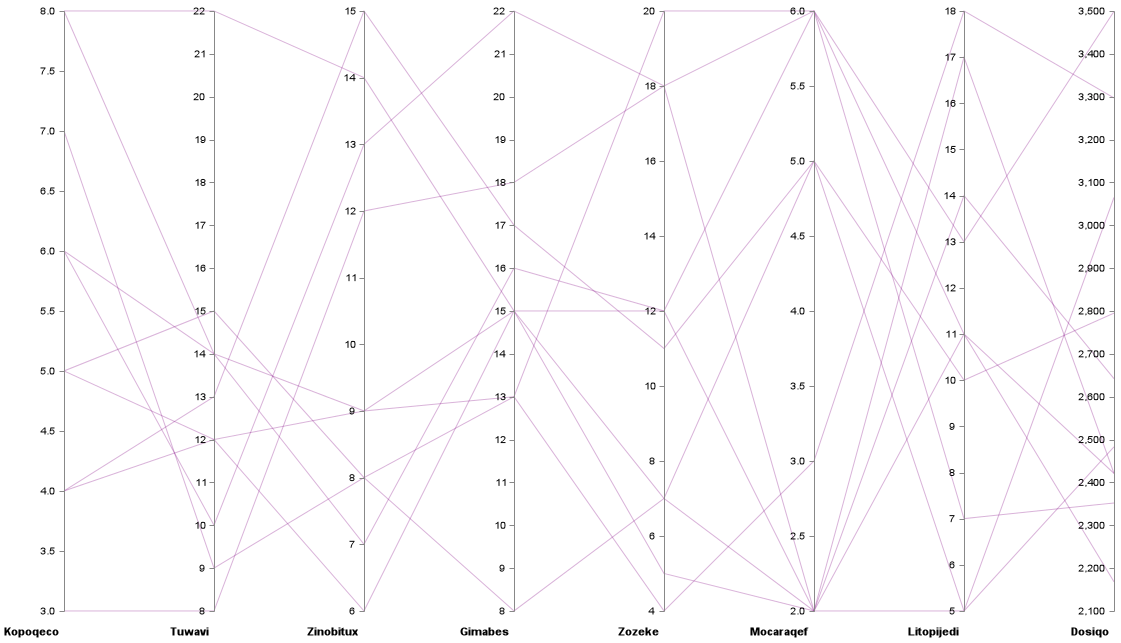 8.0 22 15 22 20 6.0 18 3,500
21 21 3,400
7.5 17
20 14 20 18 5.5 3,300
16
7.0 19 19 3,200
13
18 18 16 5.0 15 3,100
6.5
17 12 17 14 3,000
6.0 14 4.5
16 11 16 13 2,900
5.5 15 15 12 4.0 12 2,800
5.0 14 10 14 11 2,700
13 13 10 3.5 10 2,600
4.5 9
12 12 9 2,500
4.0 8 8 3.0 8
11 11 2,400
10 10 7 2,300
3.5 7 6 2.5
9 9 6 2,200
3.0 8 6 8 4 2.0 5 2,100
Kopoqeco Tuwavi Zinobitux Gimabes Zozeke Mocaraqef Litopijedi Dosiqo